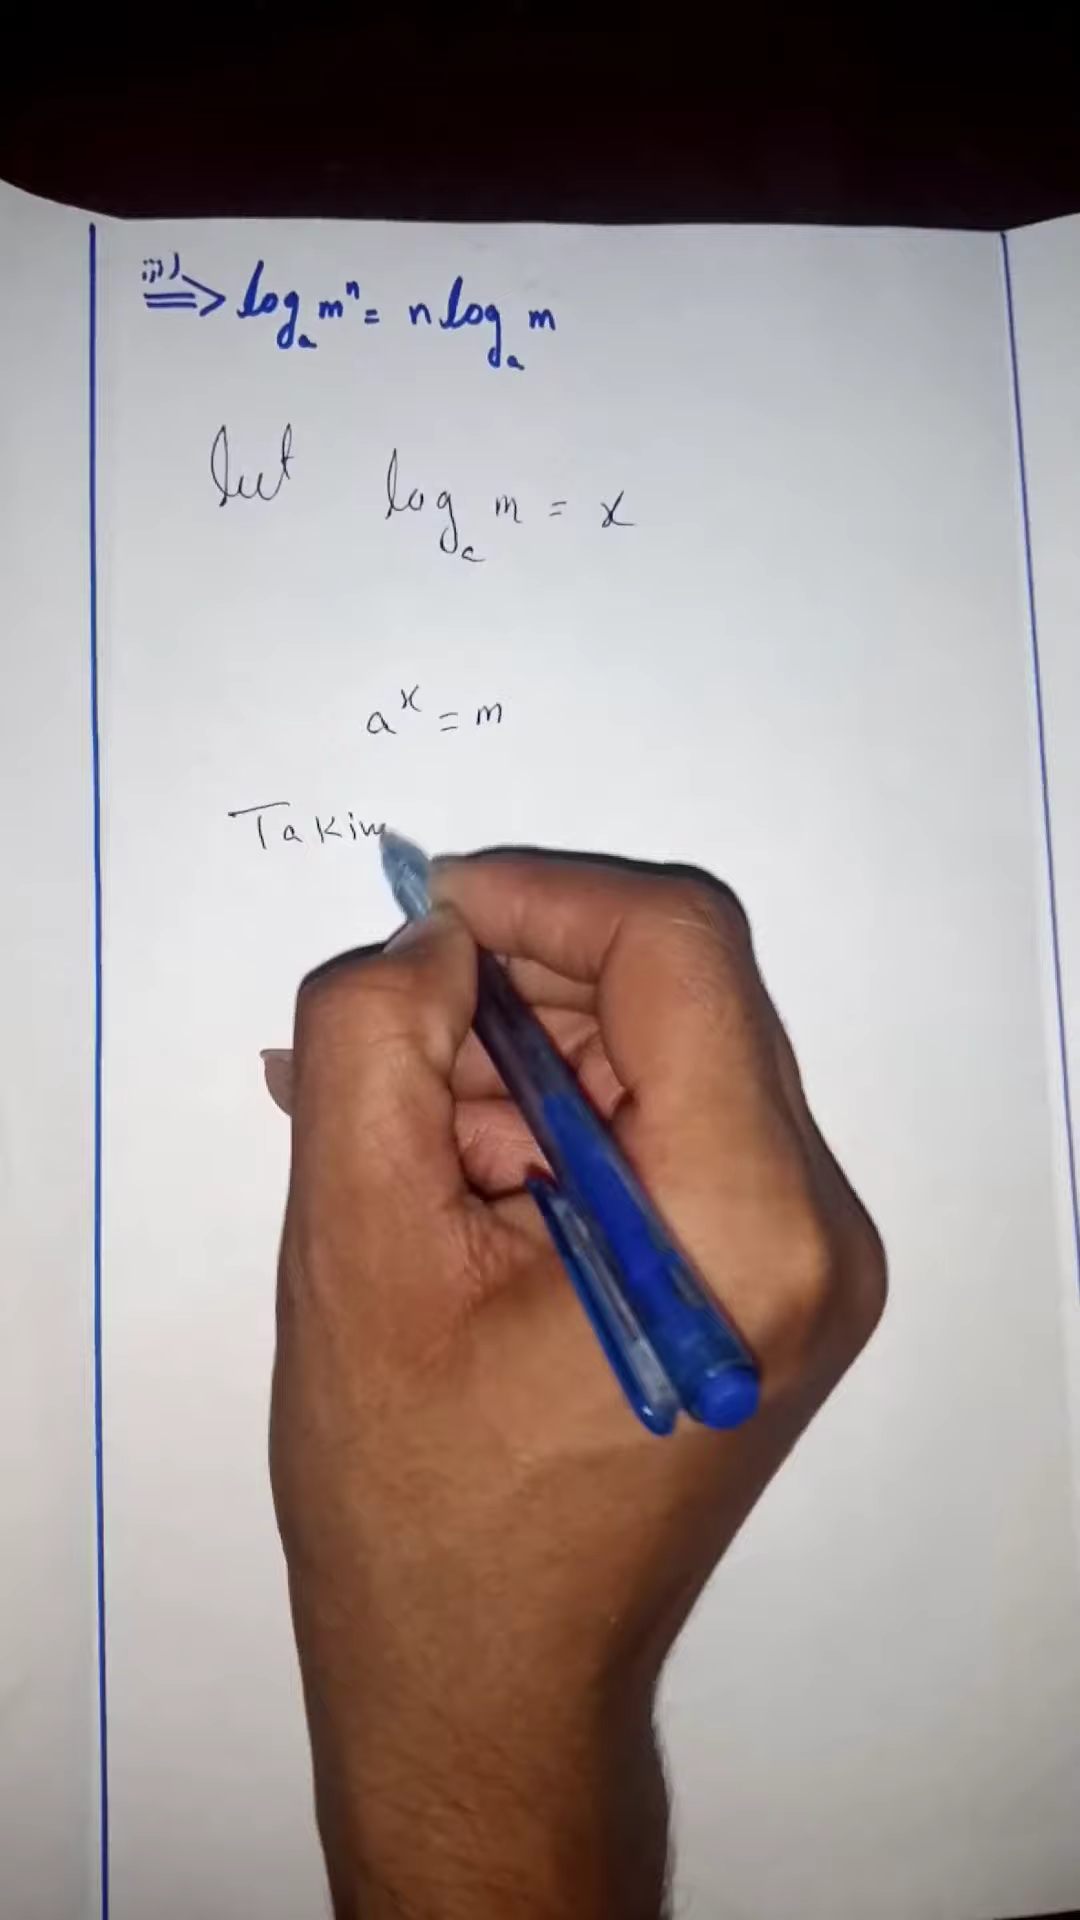 iii) ⇒ logₐ mⁿ = n logₐ m
let logₐ m = x
aˣ = m
Takin